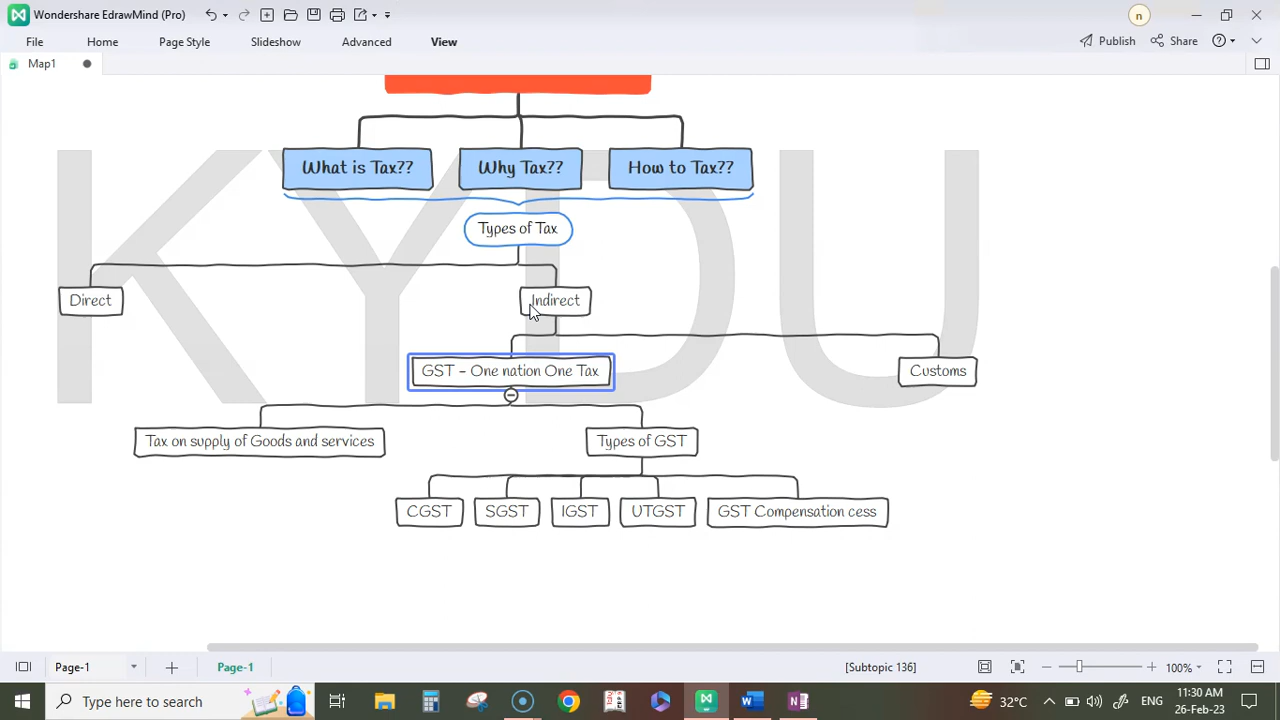 Wondershare EdrawMind (Pro)
n
File Home Page Style Slideshow Advanced View
Publish Share
Map1
What is Tax?? Why Tax?? How to Tax??
Types of Tax
Direct Indirect
GST - One nation One Tax Customs
Tax on supply of Goods and services Types of GST
CGST SGST IGST UTGST GST Compensation cess
KYDU
Page-1 Page-1 [Subtopic 136] 100%
Type here to search 32°C ENG 11:30 AM
26-Feb-23